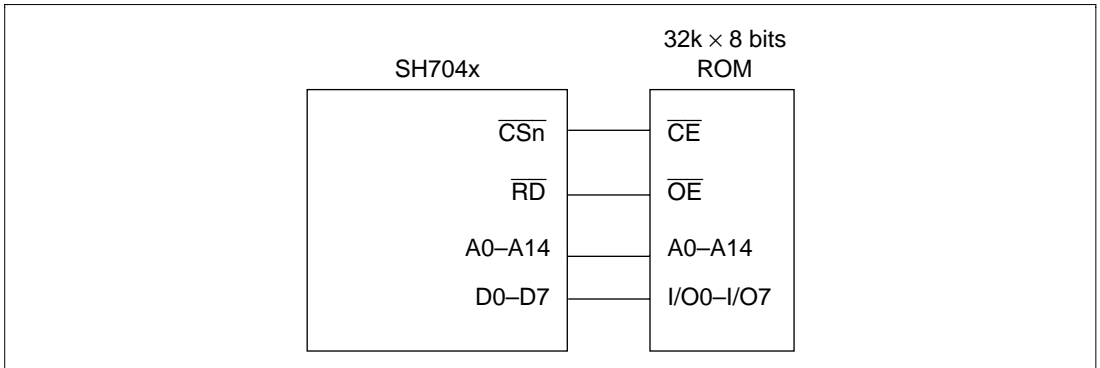 32k × 8 bits
SH704x
ROM
CSn
CE
RD
OE
A0–A14
A0–A14
D0–D7
I/O0–I/O7